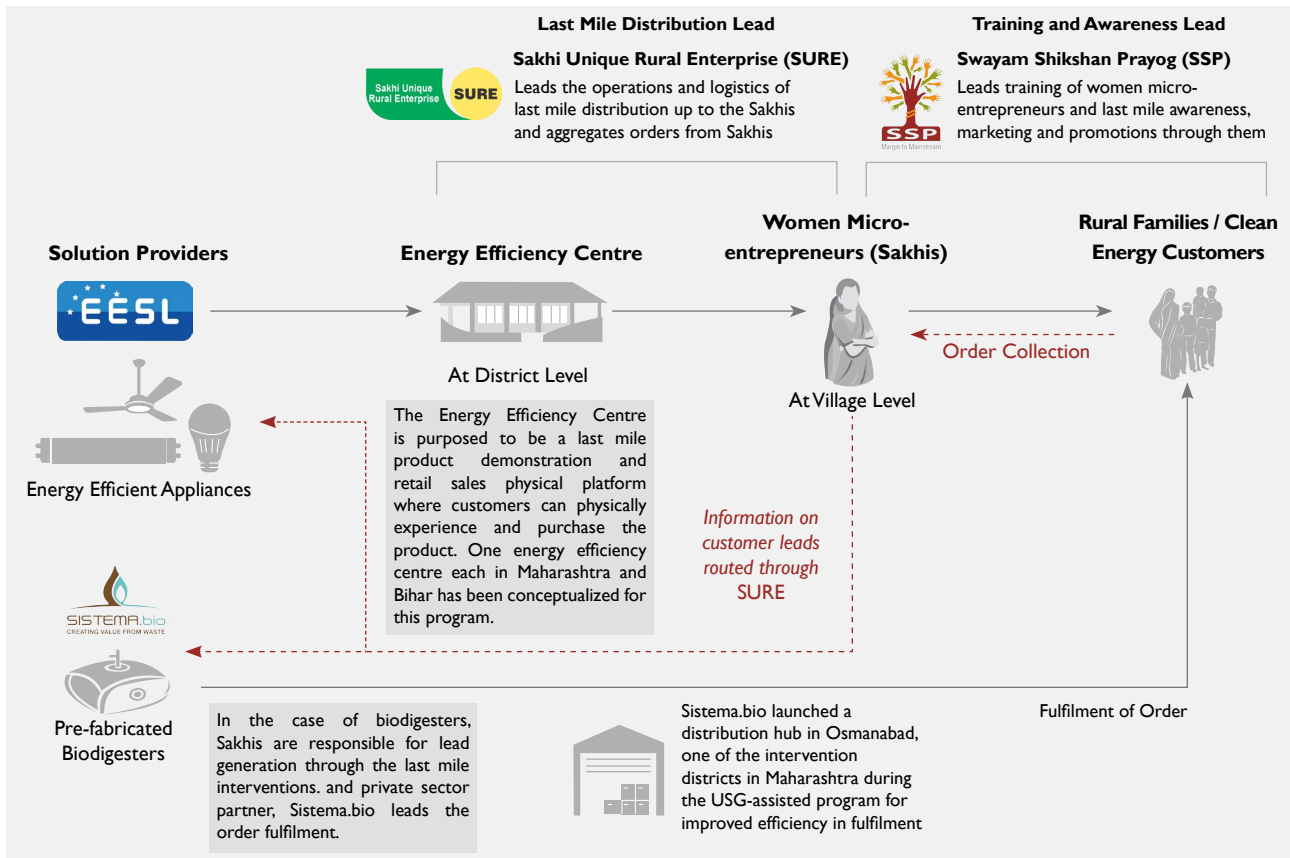 Last Mile Distribution Lead
Sakhi Unique Rural Enterprise (SURE)
Leads the operations and logistics of
last mile distribution up to the Sakhis
and aggregates orders from Sakhis
Sakhi Unique
Rural Enterprise
SURE
Training and Awareness Lead
Swayam Shikshan Prayog (SSP)
Leads training of women micro-
entrepreneurs and last mile awareness,
marketing and promotions through them
SSP
Margin to Mainstream
Solution Providers
EESL
Energy Efficient Appliances
Energy Efficiency Centre
At District Level
The Energy Efficiency Centre
is purposed to be a last mile
product demonstration and
retail sales physical platform
where customers can physically
experience and purchase the
product. One energy efficiency
centre each in Maharashtra and
Bihar has been conceptualized for
this program.
Women Micro-
entrepreneurs (Sakhis)
At Village Level
Rural Families / Clean
Energy Customers
Order Collection
Information on
customer leads
routed through
SURE
SISTEMA.bio
CREATING VALUE FROM WASTE
Pre-fabricated
Biodigesters
In the case of biodigesters,
Sakhis are responsible for lead
generation through the last mile
interventions. and private sector
partner, Sistema.bio leads the
order fulfilment.
Sistema.bio launched a
distribution hub in Osmanabad,
one of the intervention
districts in Maharashtra during
the USG-assisted program for
improved efficiency in fulfilment
Fulfilment of Order